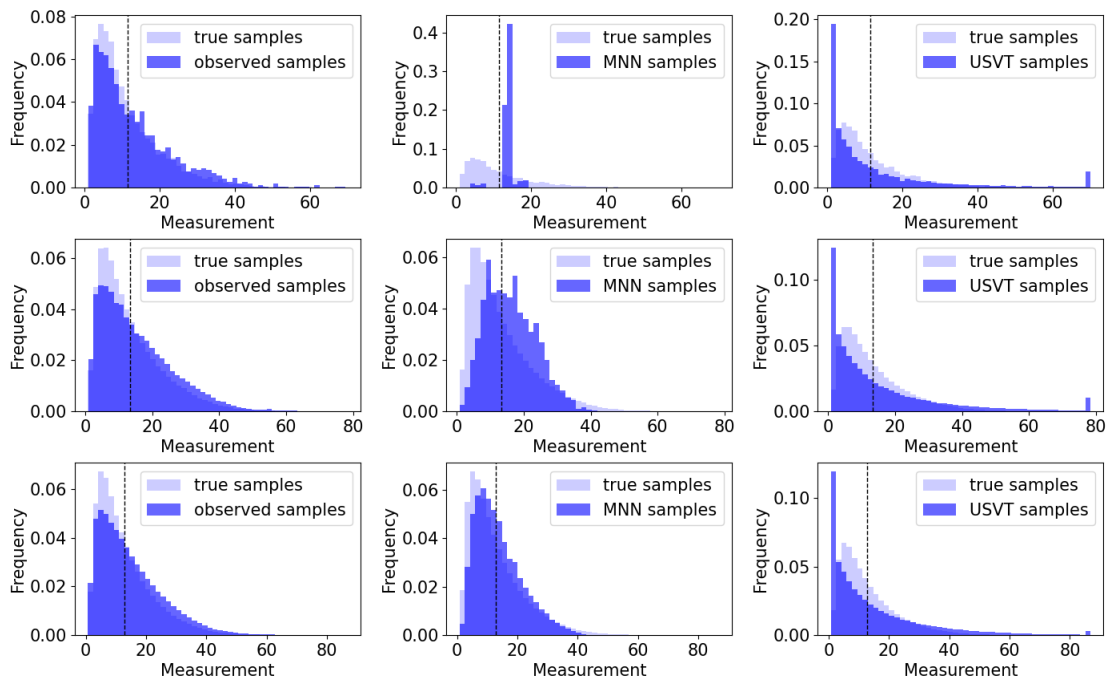 0.08
0.06
0.04
0.02
0.00
Frequency
true samples
observed samples
0 20 40 60
Measurement
0.4
0.3
0.2
0.1
0.0
Frequency
true samples
MNN samples
0 20 40 60
Measurement
0.20
0.15
0.10
0.05
0.00
Frequency
true samples
USVT samples
0 20 40 60
Measurement
0.06
0.04
0.02
0.00
Frequency
true samples
observed samples
0 20 40 60 80
Measurement
0.06
0.04
0.02
0.00
Frequency
true samples
MNN samples
0 20 40 60 80
Measurement
0.10
0.05
0.00
Frequency
true samples
USVT samples
0 20 40 60 80
Measurement
0.06
0.04
0.02
0.00
Frequency
true samples
observed samples
0 20 40 60 80
Measurement
0.06
0.04
0.02
0.00
Frequency
true samples
MNN samples
0 20 40 60 80
Measurement
0.10
0.05
0.00
Frequency
true samples
USVT samples
0 20 40 60 80
Measurement